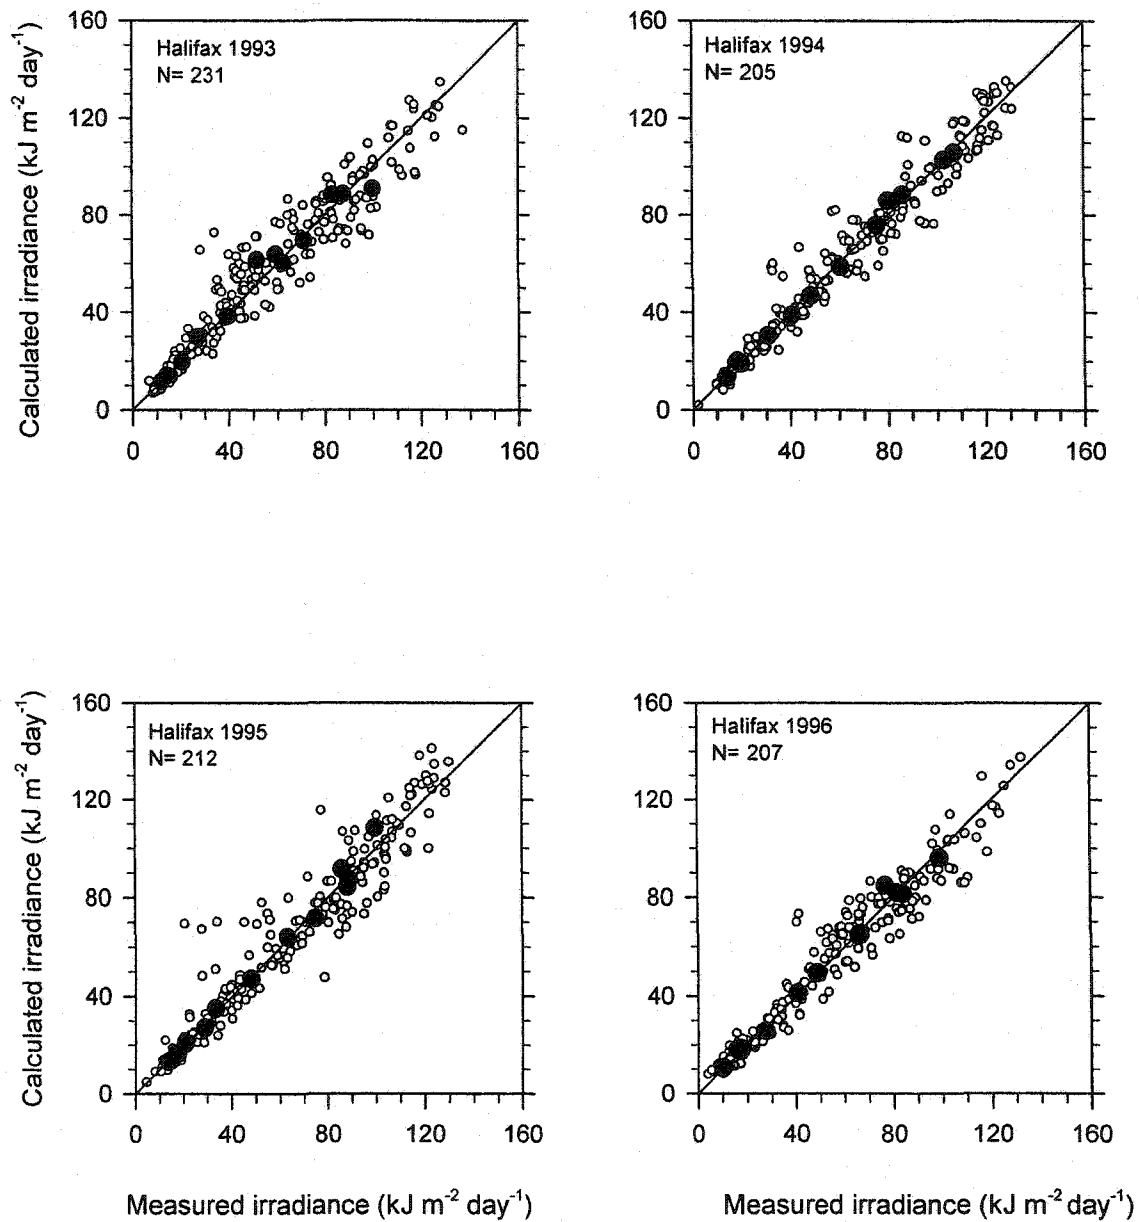 160
120
80
40
0
Calculated irradiance (kJ m⁻² day⁻¹)
Halifax 1993
N= 231
0 40 80 120 160
160
120
80
40
0
Halifax 1994
N= 205
0 40 80 120 160
160
120
80
40
0
Calculated irradiance (kJ m⁻² day⁻¹)
Halifax 1995
N= 212
0 40 80 120 160
Measured irradiance (kJ m⁻² day⁻¹)
160
120
80
40
0
Halifax 1996
N= 207
0 40 80 120 160
Measured irradiance (kJ m⁻² day⁻¹)